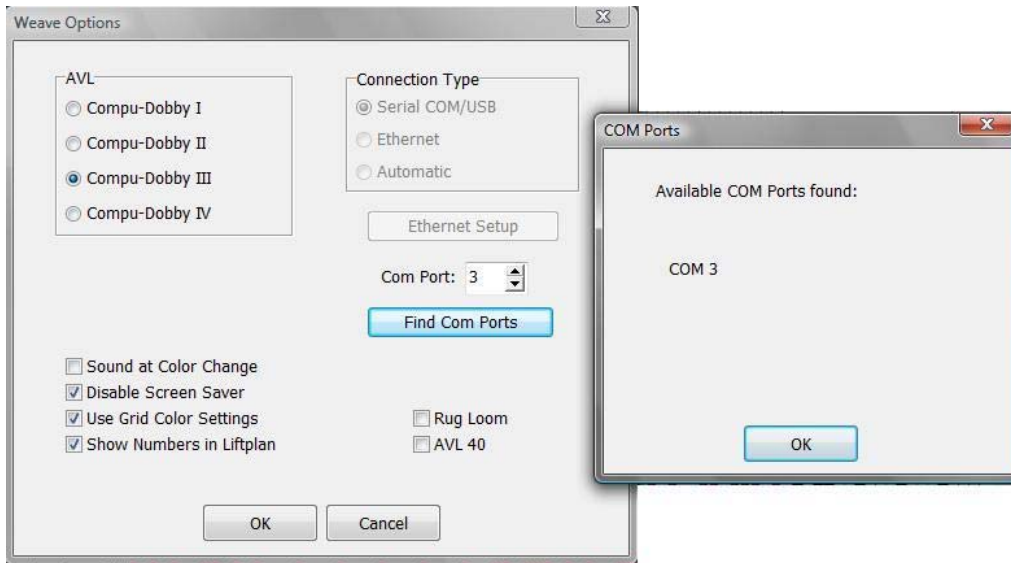 Weave Options
AVL
Compu-Dobby I
Compu-Dobby II
Compu-Dobby III
Compu-Dobby IV
Connection Type
Serial COM/USB
Ethernet
Automatic
Ethernet Setup
Com Port: 3
Find Com Ports
Sound at Color Change
Disable Screen Saver
Use Grid Color Settings
Show Numbers in Liftplan
Rug Loom
AVL 40
OK
Cancel
COM Ports
Available COM Ports found:
COM 3
OK